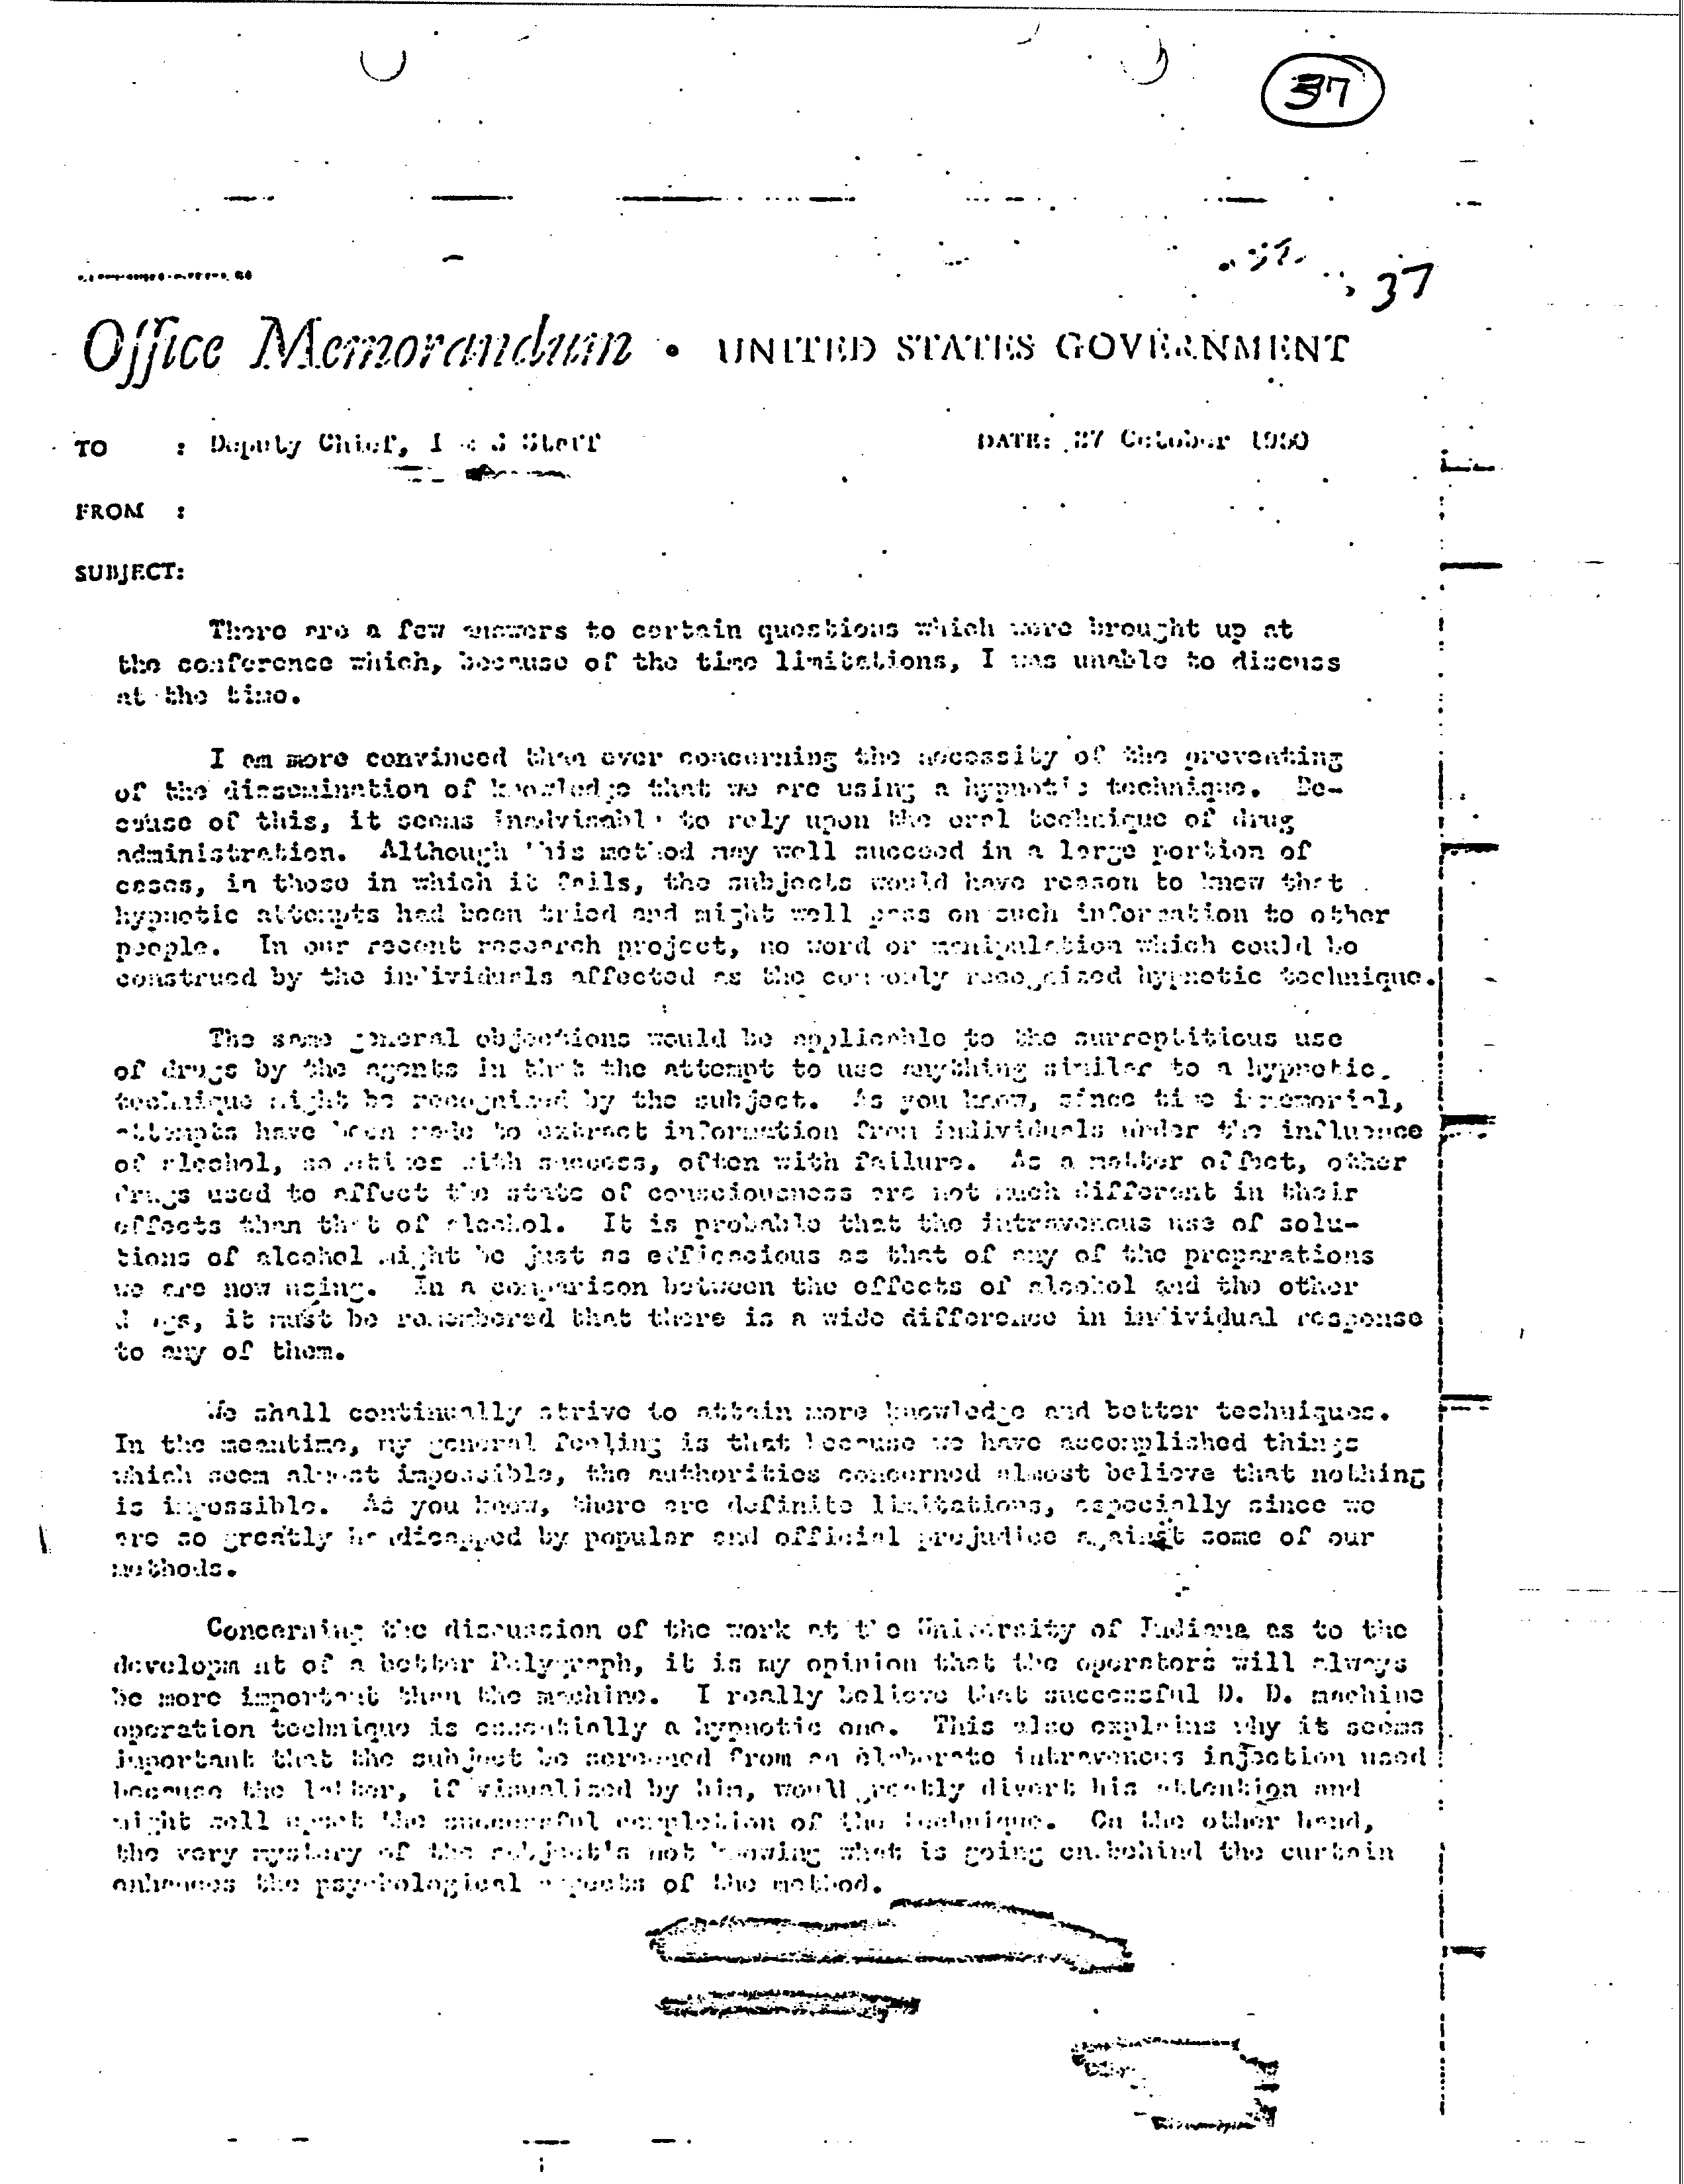 37
37
Office Memorandum • UNITED STATES GOVERNMENT
TO : Deputy Chief, I & S Staff DATE: 27 October 1950
FROM :
SUBJECT:
There are a few answers to certain questions which were brought up at
the conference which, because of the time limitations, I was unable to discuss
at the time.
I am more convinced than ever concerning the necessity of the preventing
of the dissemination of knowledge that we are using a hypnotic technique. Be-
cause of this, it seems inadvisable to rely upon the oral technique of drug
administration. Although this method may well succeed in a large portion of
cases, in those in which it fails, the subjects would have reason to know that
hypnotic attempts had been tried and might well pass on such information to other
people. In our recent research project, no word or manipulation which could be
construed by the individuals affected as the commonly recognized hypnotic technique.
The same general objections would be applicable to the surreptitious use
of drugs by the agents in that the attempt to use anything similar to a hypnotic
technique might be recognized by the subject. As you know, since time immemorial,
attempts have been made to extract information from individuals under the influence
of alcohol, sometimes with success, often with failure. As a matter of fact, other
drugs used to affect the state of consciousness are not much different in their
effects than that of alcohol. It is probable that the intravenous use of solu-
tions of alcohol might be just as efficacious as that of any of the preparations
we are now using. In a comparison between the effects of alcohol and the other
drugs, it must be remembered that there is a wide difference in individual response
to any of them.
We shall continually strive to attain more knowledge and better techniques.
In the meantime, my general feeling is that because we have accomplished things
which seem almost impossible, the authorities concerned almost believe that nothing
is impossible. As you know, there are definite limitations, especially since we
are so greatly handicapped by popular and official prejudice against some of our
methods.
Concerning the discussion of the work at the University of Indiana as to the
development of a better Polygraph, it is my opinion that the operators will always
be more important than the machine. I really believe that successful D. D. machine
operation technique is essentially a hypnotic one. This also explains why it seems
important that the subject be screened from an elaborate intravenous injection used
because the latter, if visualized by him, would greatly divert his attention and
might well upset the successful completion of the technique. On the other hand,
the very mystery of the subject's not knowing what is going on behind the curtain
enhances the psychological aspects of the method.